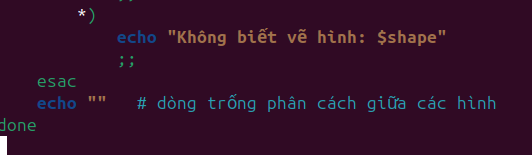 ;;
*)
echo "Không biết vẽ hình: $shape"
;;
esac
echo "" # dòng trống phân cách giữa các hình
done